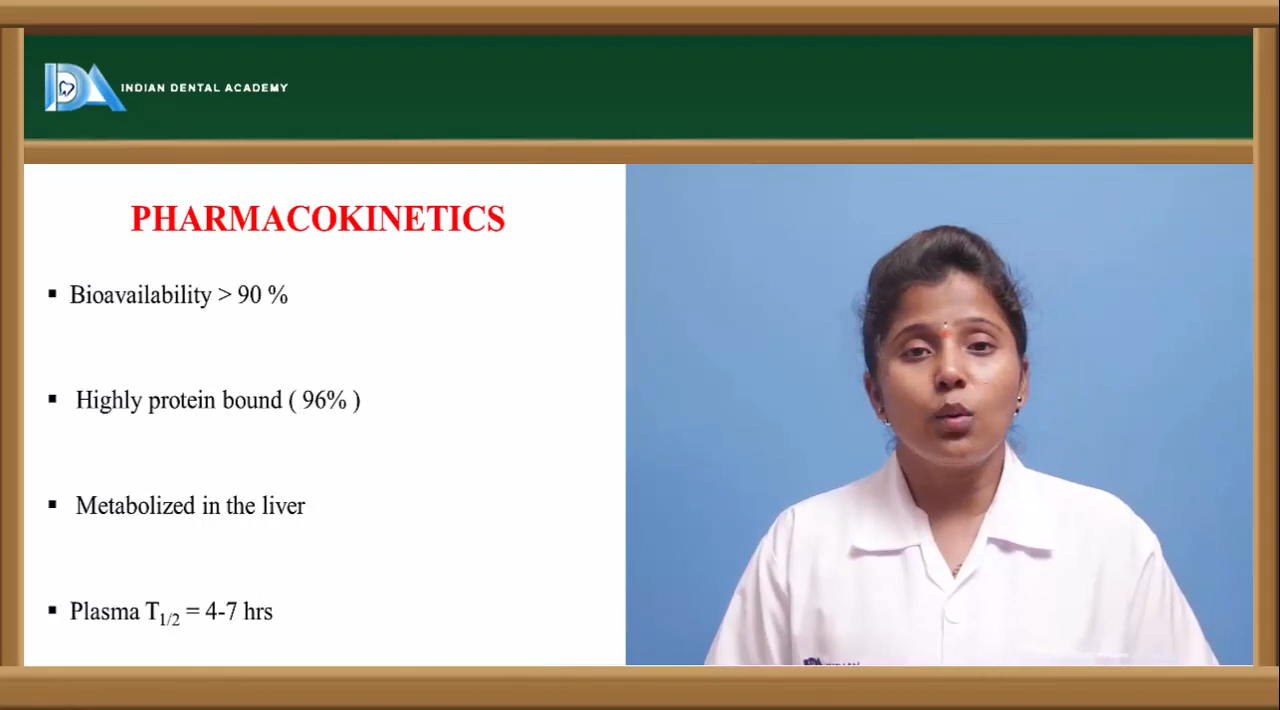 INDIAN DENTAL ACADEMY
PHARMACOKINETICS
▪ Bioavailability > 90 %
▪ Highly protein bound ( 96% )
▪ Metabolized in the liver
▪ Plasma T1/2 = 4-7 hrs